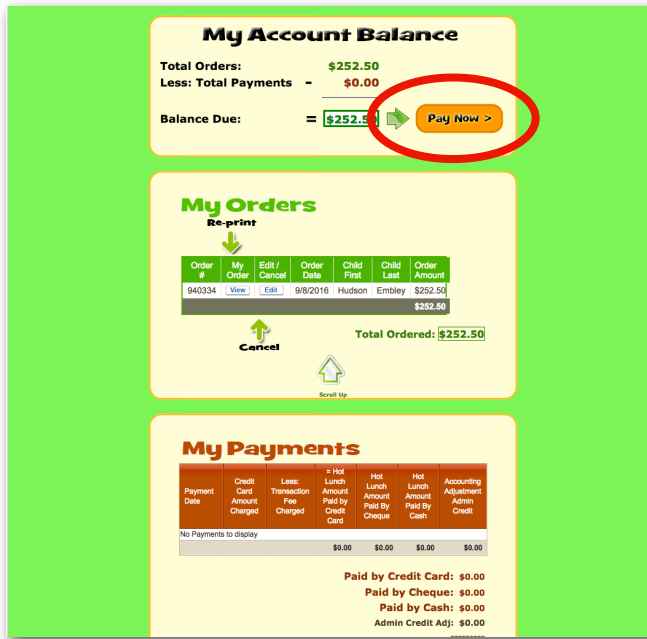 My Account Balance
Total Orders: $252.50
Less: Total Payments - $0.00
Balance Due: = $252.50 Pay Now >
My Orders
Re-print
Order # My Order Edit / Cancel Order Date Child First Child Last Order Amount
940334 View Edit 9/8/2016 Hudson Embley $252.50
$252.50
Total Ordered: $252.50
Cancel
Scroll Up
My Payments
Payment Date Credit Card Amount Charged Less: Transaction Fee Charged = Hot Lunch Amount Paid by Credit Card Hot Lunch Amount Paid By Cheque Hot Lunch Amount Paid By Cash Accounting Adjustment Admin Credit
No Payments to display
$0.00 $0.00 $0.00 $0.00
Paid by Credit Card: $0.00
Paid by Cheque: $0.00
Paid by Cash: $0.00
Admin Credit Adj: $0.00